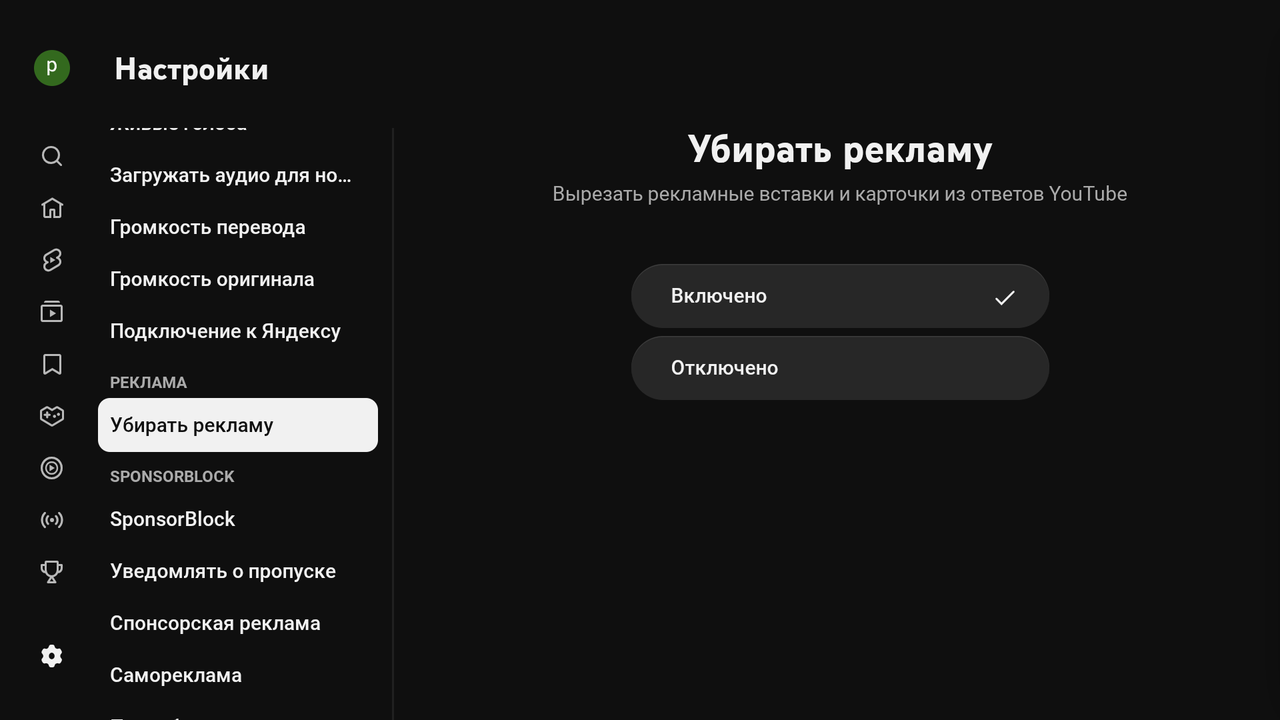 p
Настройки
Загружать аудио для но...
Громкость перевода
Громкость оригинала
Подключение к Яндексу
РЕКЛАМА
Убирать рекламу
SPONSORBLOCK
SponsorBlock
Уведомлять о пропуске
Спонсорская реклама
Самореклама
Убирать рекламу
Вырезать рекламные вставки и карточки из ответов YouTube
Включено
Отключено